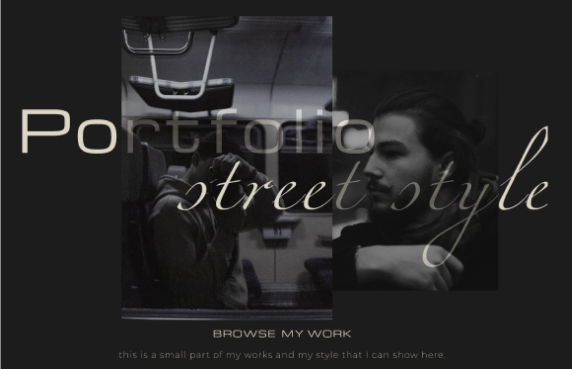 Portfolio
street style
BROWSE MY WORK
this is a small part of my works and my style that I can show here.